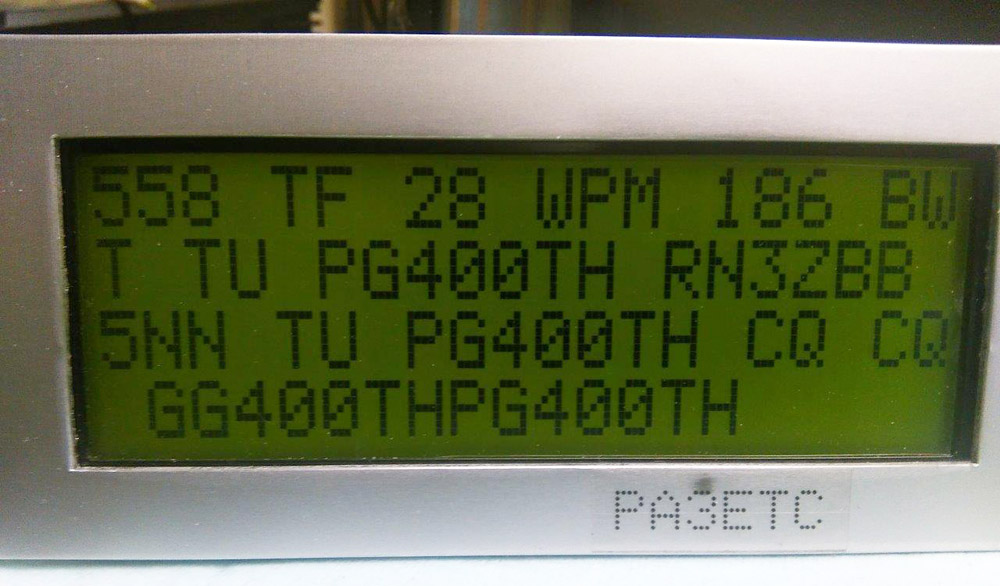 558 TF 28 WPM 186 BW
T TU PG400TH RN3ZBB
5NN TU PG400TH CQ CQ
GG400THPG400TH
PA3ETC